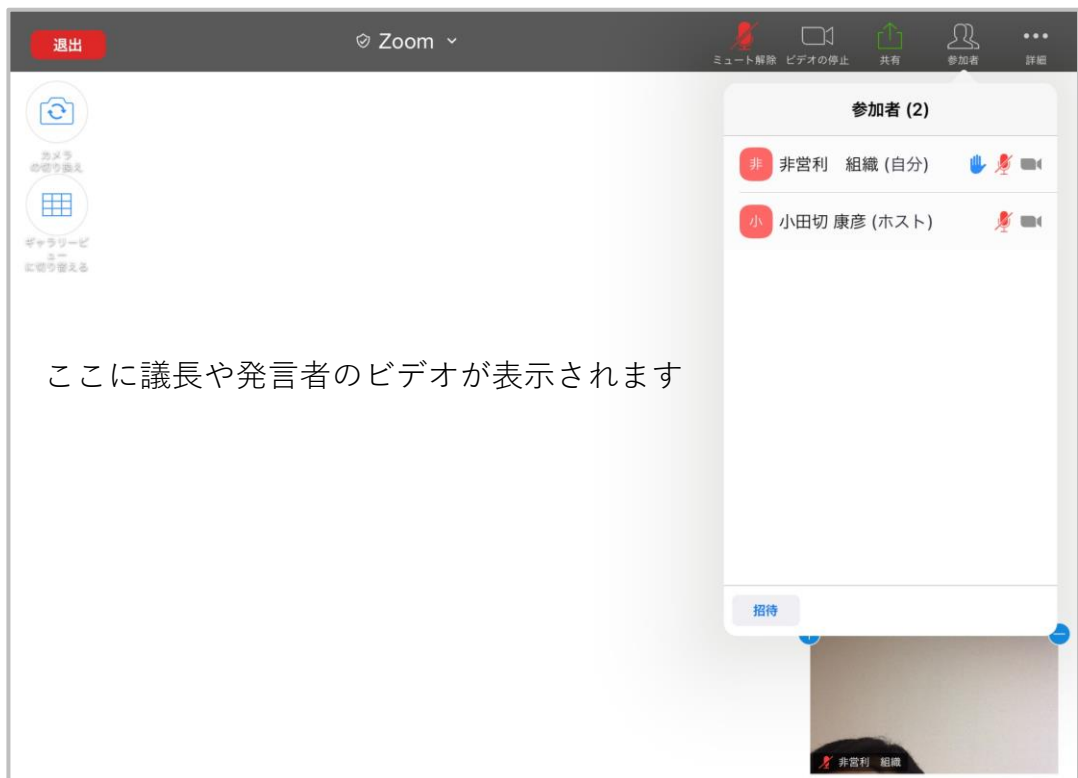 退出
Zoom
ミュート解除 ビデオの停止 共有 参加者 詳細
カメラ
の切り換え
ギャラリービ
ュー
に切り替える
参加者 (2)
非 非営利　組織 (自分)
小 小田切 康彦 (ホスト)
ここに議長や発言者のビデオが表示されます
招待
非営利　組織